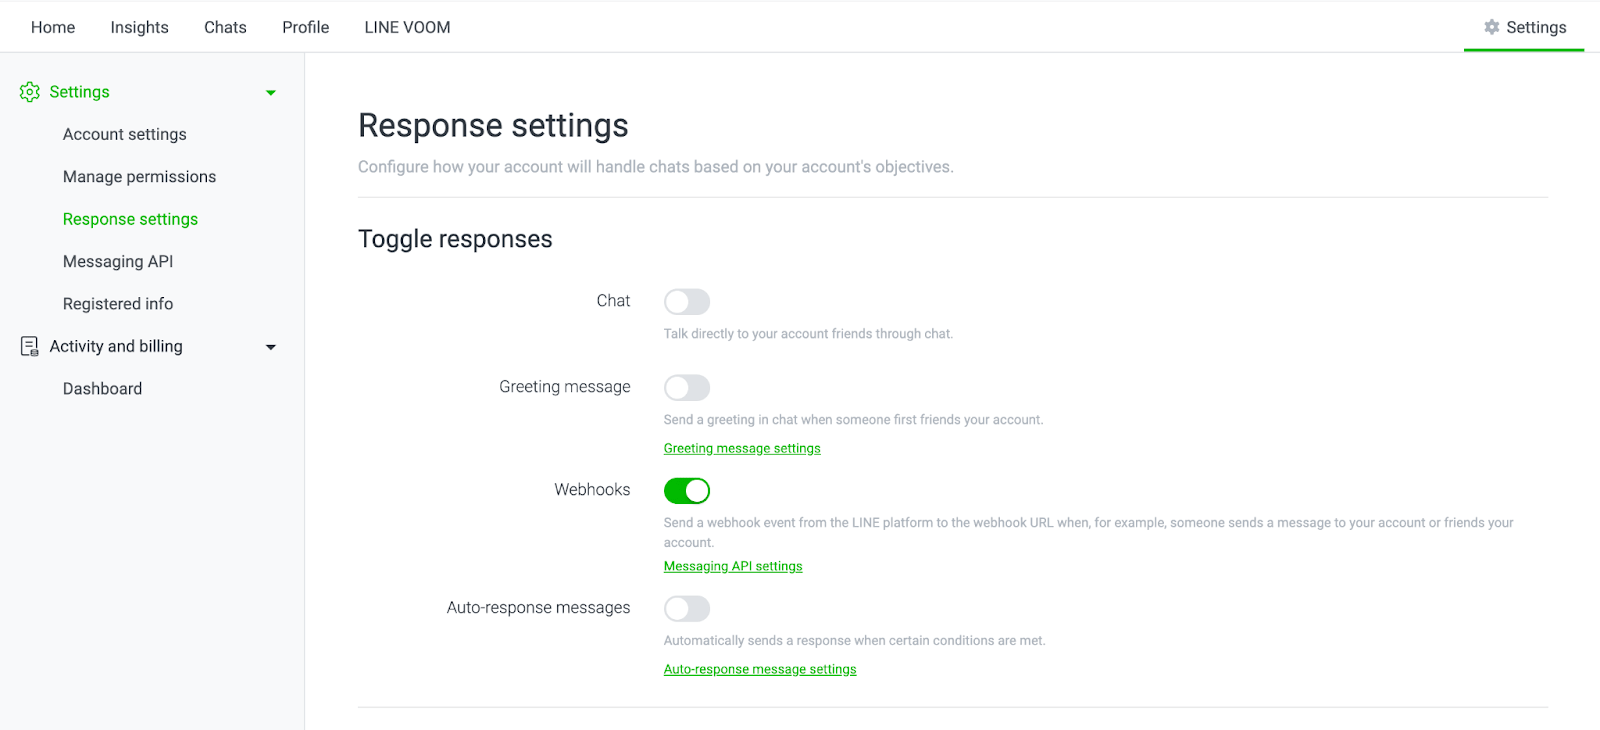 Home Insights Chats Profile LINE VOOM Settings
Settings
Account settings
Manage permissions
Response settings
Messaging API
Registered info
Activity and billing
Dashboard
Response settings
Configure how your account will handle chats based on your account's objectives.
Toggle responses
Chat
Talk directly to your account friends through chat.
Greeting message
Send a greeting in chat when someone first friends your account.
Greeting message settings
Webhooks
Send a webhook event from the LINE platform to the webhook URL when, for example, someone sends a message to your account or friends your
account.
Messaging API settings
Auto-response messages
Automatically sends a response when certain conditions are met.
Auto-response message settings